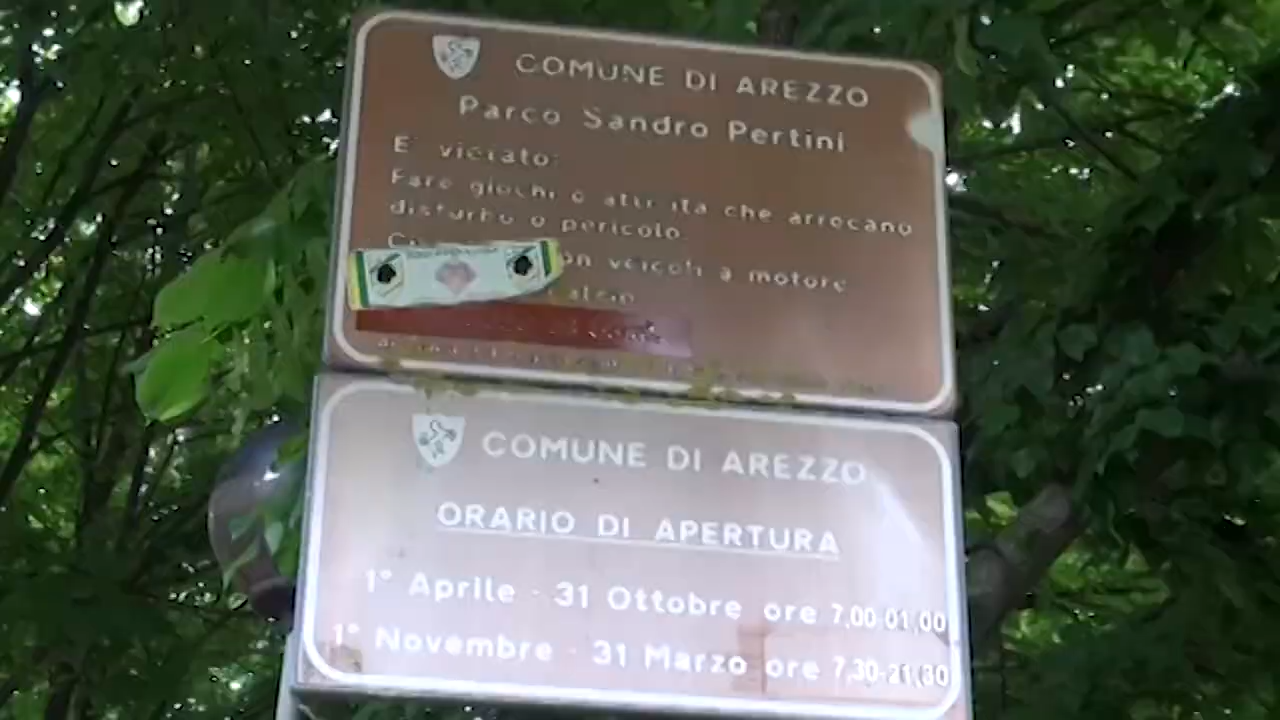 COMUNE DI AREZZO
Parco Sandro Pertini
E' vietato:
Fare giochi o attività che arrecano
disturbo o pericolo.
on veicoli a motore
calcio
COMUNE DI AREZZO
ORARIO DI APERTURA
1° Aprile - 31 Ottobre ore 7,00-01,00
1° Novembre - 31 Marzo ore 7,30-21,30